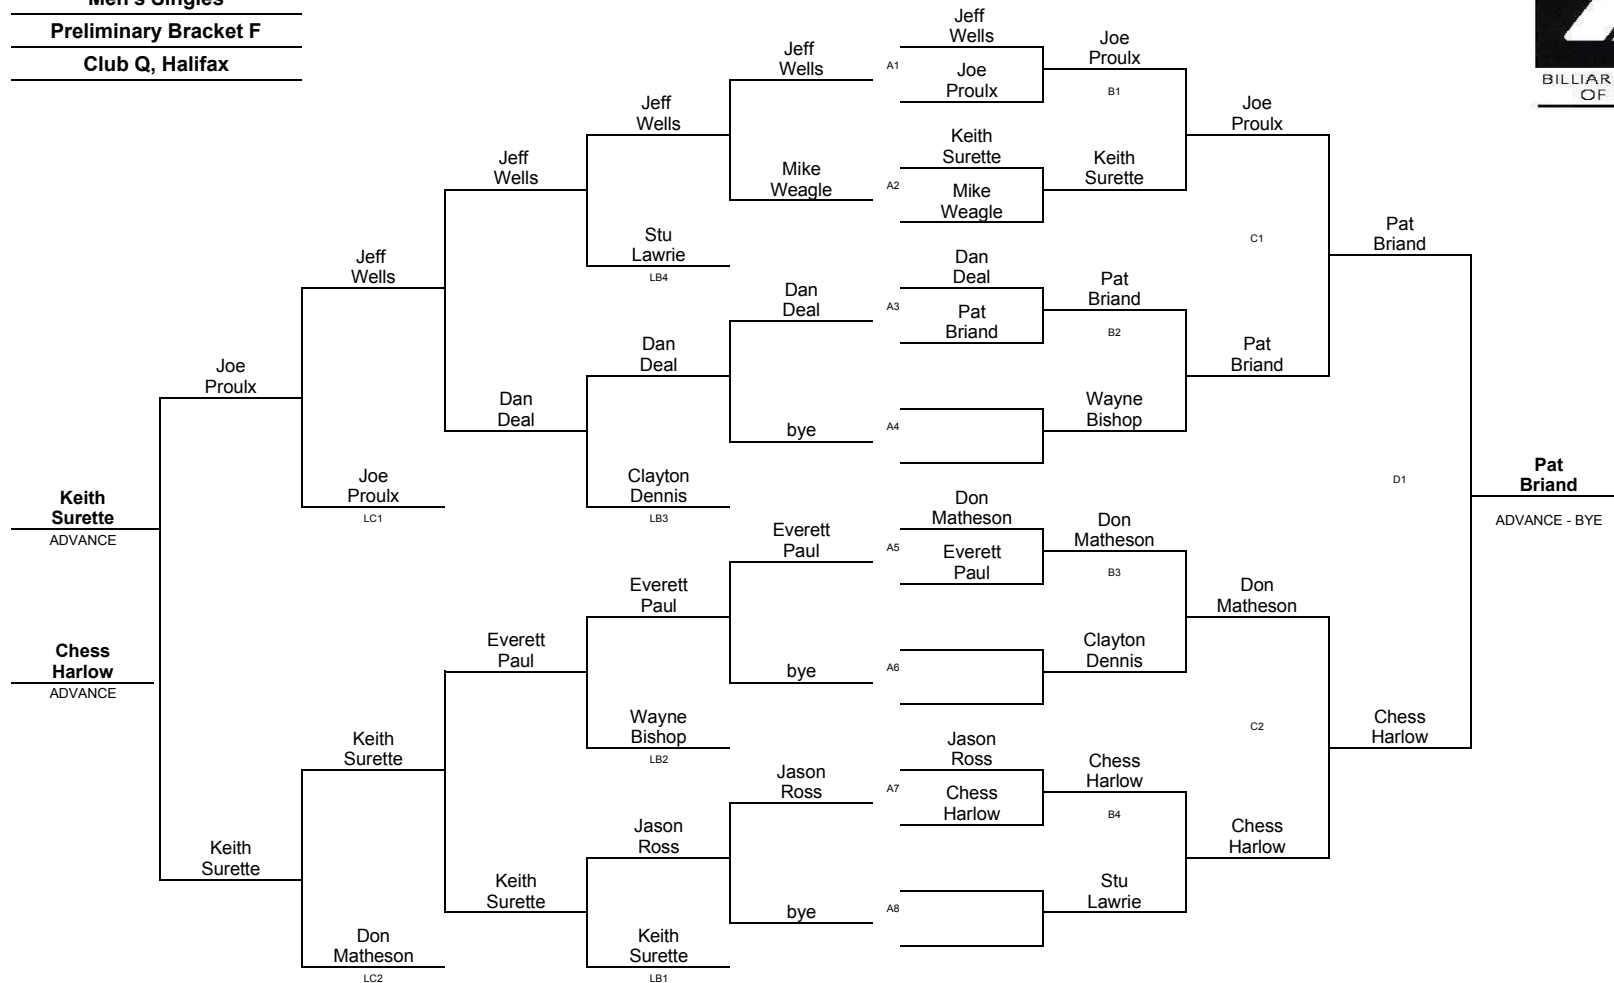 Men's Singles
Preliminary Bracket F
Club Q, Halifax
BILLIAR
OF
Jeff
Wells
A1
Joe
Proulx
Joe
Proulx
B1
Keith
Surette
A2
Mike
Weagle
Keith
Surette
Joe
Proulx
C1
Dan
Deal
A3
Pat
Briand
Pat
Briand
B2
A4
Wayne
Bishop
Pat
Briand
Pat
Briand
D1
Pat
Briand
ADVANCE - BYE
Don
Matheson
A5
Everett
Paul
Don
Matheson
B3
A6
Clayton
Dennis
Don
Matheson
C2
Jason
Ross
A7
Chess
Harlow
Chess
Harlow
B4
A8
Stu
Lawrie
Chess
Harlow
Chess
Harlow
Jeff
Wells
Mike
Weagle
Dan
Deal
bye
Everett
Paul
bye
Jason
Ross
bye
Jeff
Wells
Stu
Lawrie
LB4
Dan
Deal
Clayton
Dennis
LB3
Everett
Paul
Wayne
Bishop
LB2
Jason
Ross
Keith
Surette
LB1
Jeff
Wells
Dan
Deal
Everett
Paul
Keith
Surette
Jeff
Wells
Joe
Proulx
LC1
Keith
Surette
Don
Matheson
LC2
Joe
Proulx
Keith
Surette
Keith
Surette
ADVANCE
Chess
Harlow
ADVANCE